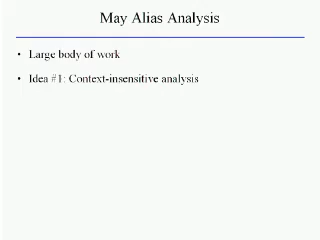 May Alias Analysis
• Large body of work
• Idea #1: Context-insensitive analysis